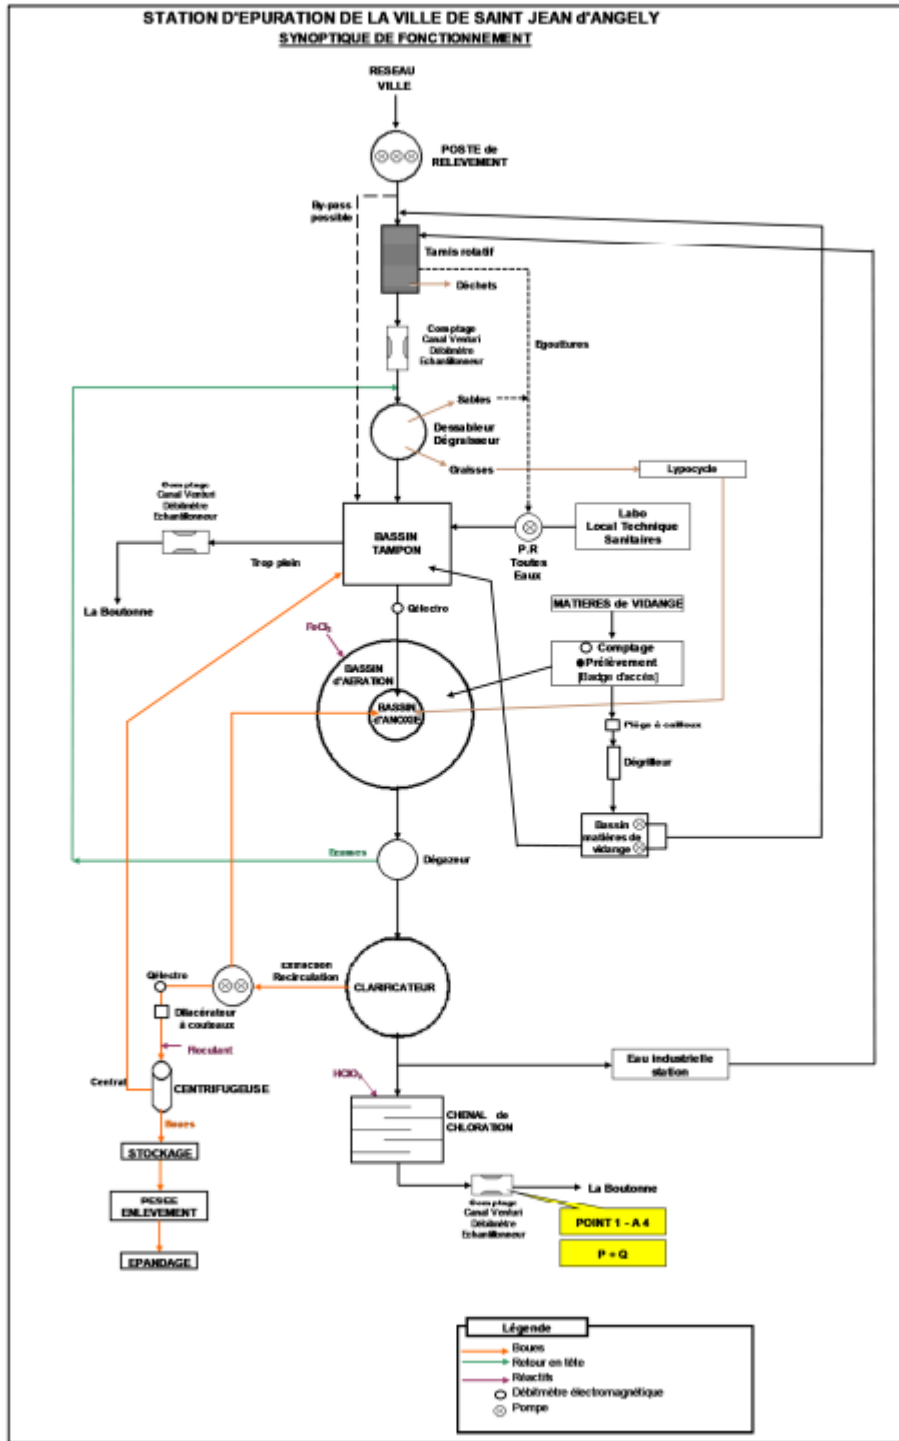 STATION D'EPURATION DE LA VILLE DE SAINT JEAN d'ANGELY
SYNOPTIQUE DE FONCTIONNEMENT
RESEAU
VILLE
POSTE de
RELEVEMENT
By-pass
possible
Tamis rotatif
Déchets
Comptage
Canal Venturi
Débitmètre
Echantillonneur
Egouttures
Sables
Dessableur
Dégraisseur
Graisses
Lypocycle
Comptage
Canal Venturi
Débitmètre
Echantillonneur
BASSIN
TAMPON
Labo
Local Technique
Sanitaires
P.R
Toutes
Eaux
Trop plein
La Boutonne
Qélectro
MATIERES de VIDANGE
FeCl3
Comptage
Prélèvement
[Badge d'accès]
BASSIN
d'AERATION
BASSIN
d'ANOXIE
Piège à cailloux
Dégrilleur
Bassin
matières de
vidange
Ecumes
Dégazeur
Extraction
Recirculation
CLARIFICATEUR
Qélectro
Dilacérateur
à couteaux
Floculant
Centrat
CENTRIFUGEUSE
Eau industrielle
station
Boues
CHENAL de
CHLORATION
STOCKAGE
PESEE
ENLEVEMENT
EPANDAGE
La Boutonne
Comptage
Canal Venturi
Débitmètre
Echantillonneur
POINT 1 - A 4
P = Q
Légende
Boues
Retour en tête
Réactifs
Débitmètre électromagnétique
Pompe